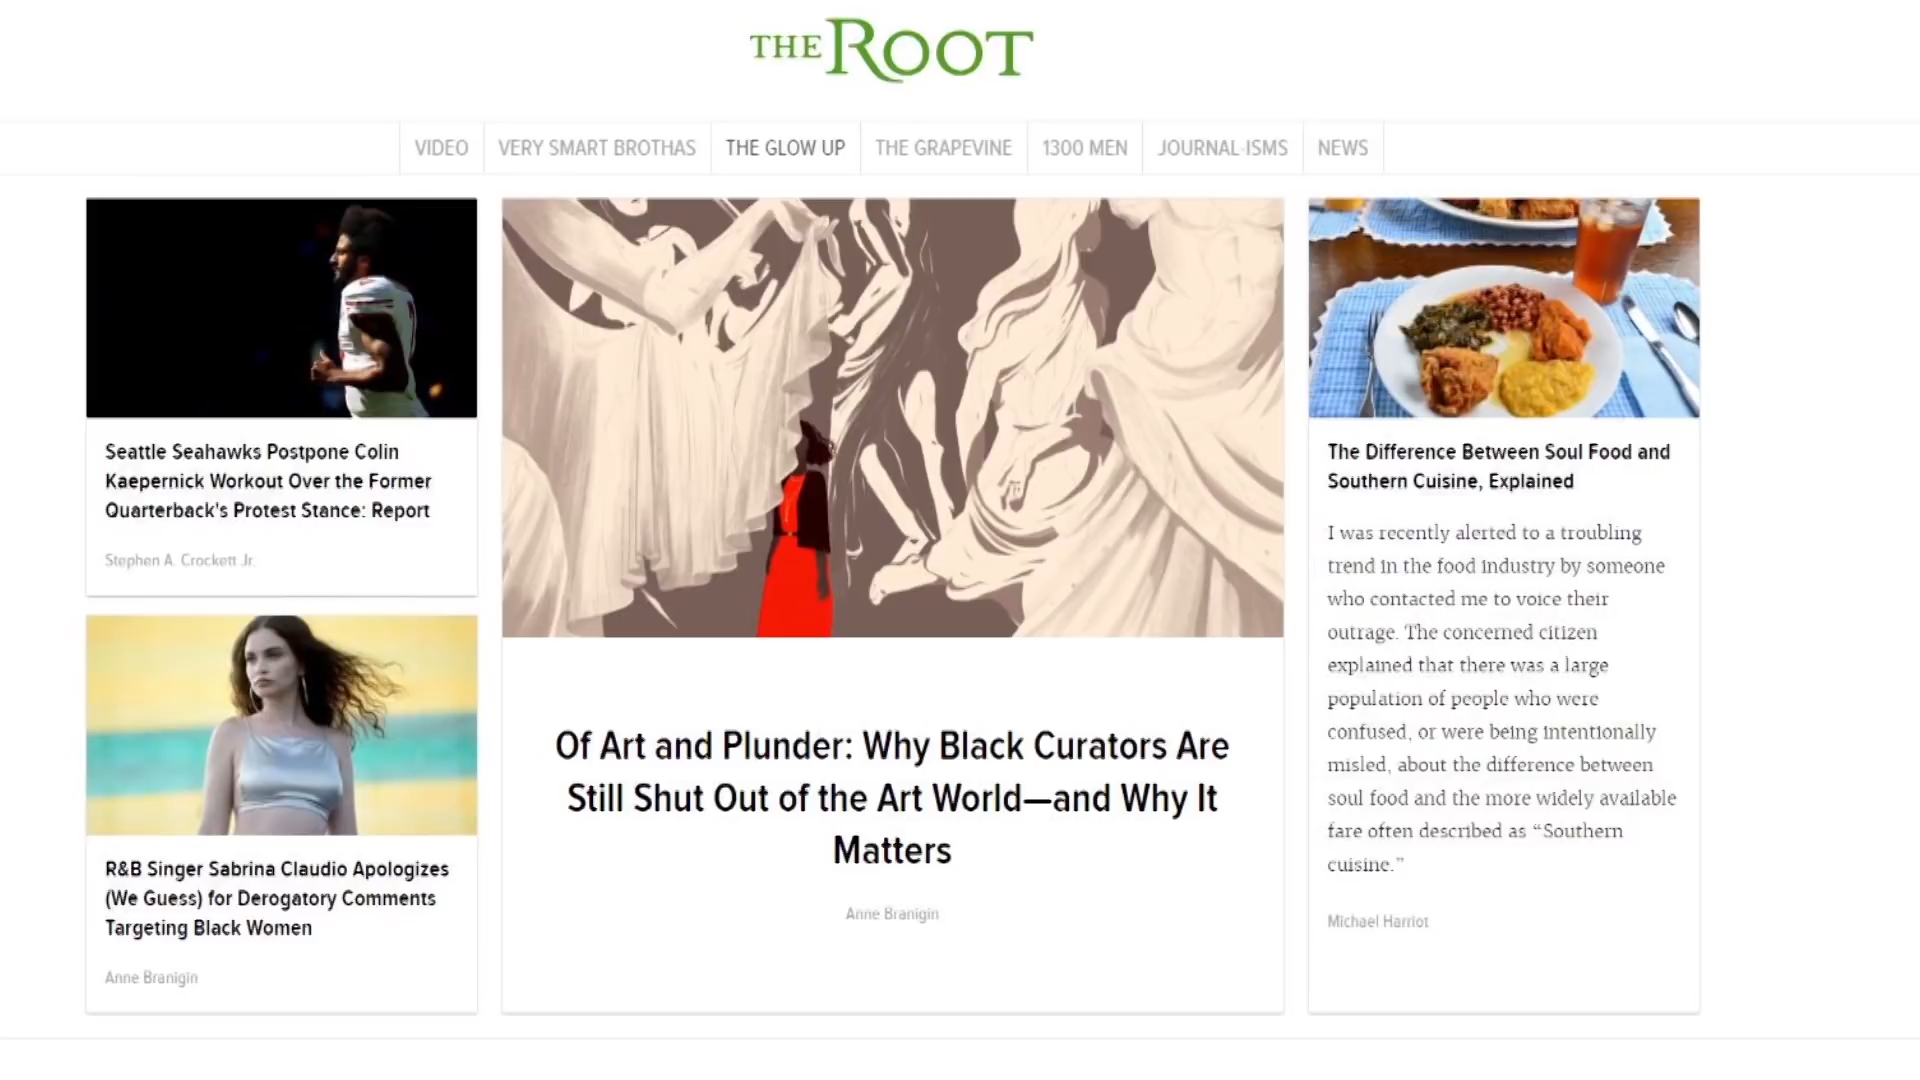 THE ROOT
VIDEO
VERY SMART BROTHAS
THE GLOW UP
THE GRAPEVINE
1300 MEN
JOURNAL-ISMS
NEWS
Seattle Seahawks Postpone Colin
Kaepernick Workout Over the Former
Quarterback's Protest Stance: Report
Stephen A. Crockett Jr.
R&B Singer Sabrina Claudio Apologizes
(We Guess) for Derogatory Comments
Targeting Black Women
Anne Branigin
Of Art and Plunder: Why Black Curators Are
Still Shut Out of the Art World—and Why It
Matters
Anne Branigin
The Difference Between Soul Food and
Southern Cuisine, Explained
I was recently alerted to a troubling
trend in the food industry by someone
who contacted me to voice their
outrage. The concerned citizen
explained that there was a large
population of people who were
confused, or were being intentionally
misled, about the difference between
soul food and the more widely available
fare often described as “Southern
cuisine.”
Michael Harriot